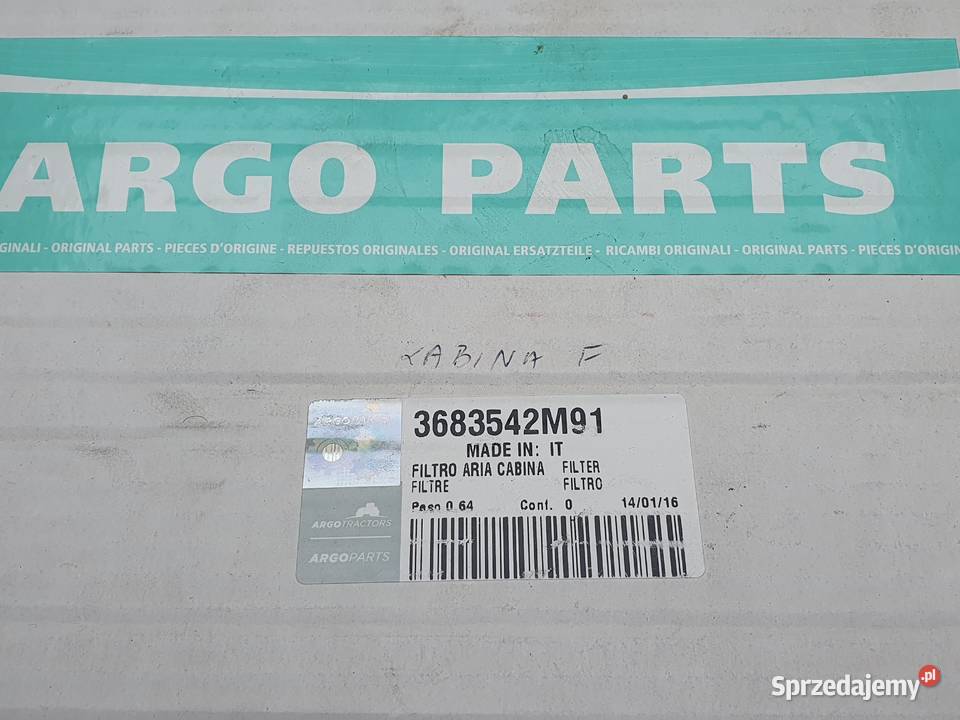 ARGO PARTS
GINALI - ORIGINAL PARTS - PIECES D'ORIGINE - REPUESTOS ORIGINALES - ORIGINAL ERSATZTEILE - RICAMBI ORIGINALI - ORIGINAL PARTS - PIECES D'ORIGIN
KABINA F
3683542M91
MADE IN: IT
FILTRO ARIA CABINA FILTER
FILTRE FILTRO
Peso 0.64 Conf. 0 14/01/16
ARGOTRACTORS
ARGOPARTS
Sprzedajemy.pl